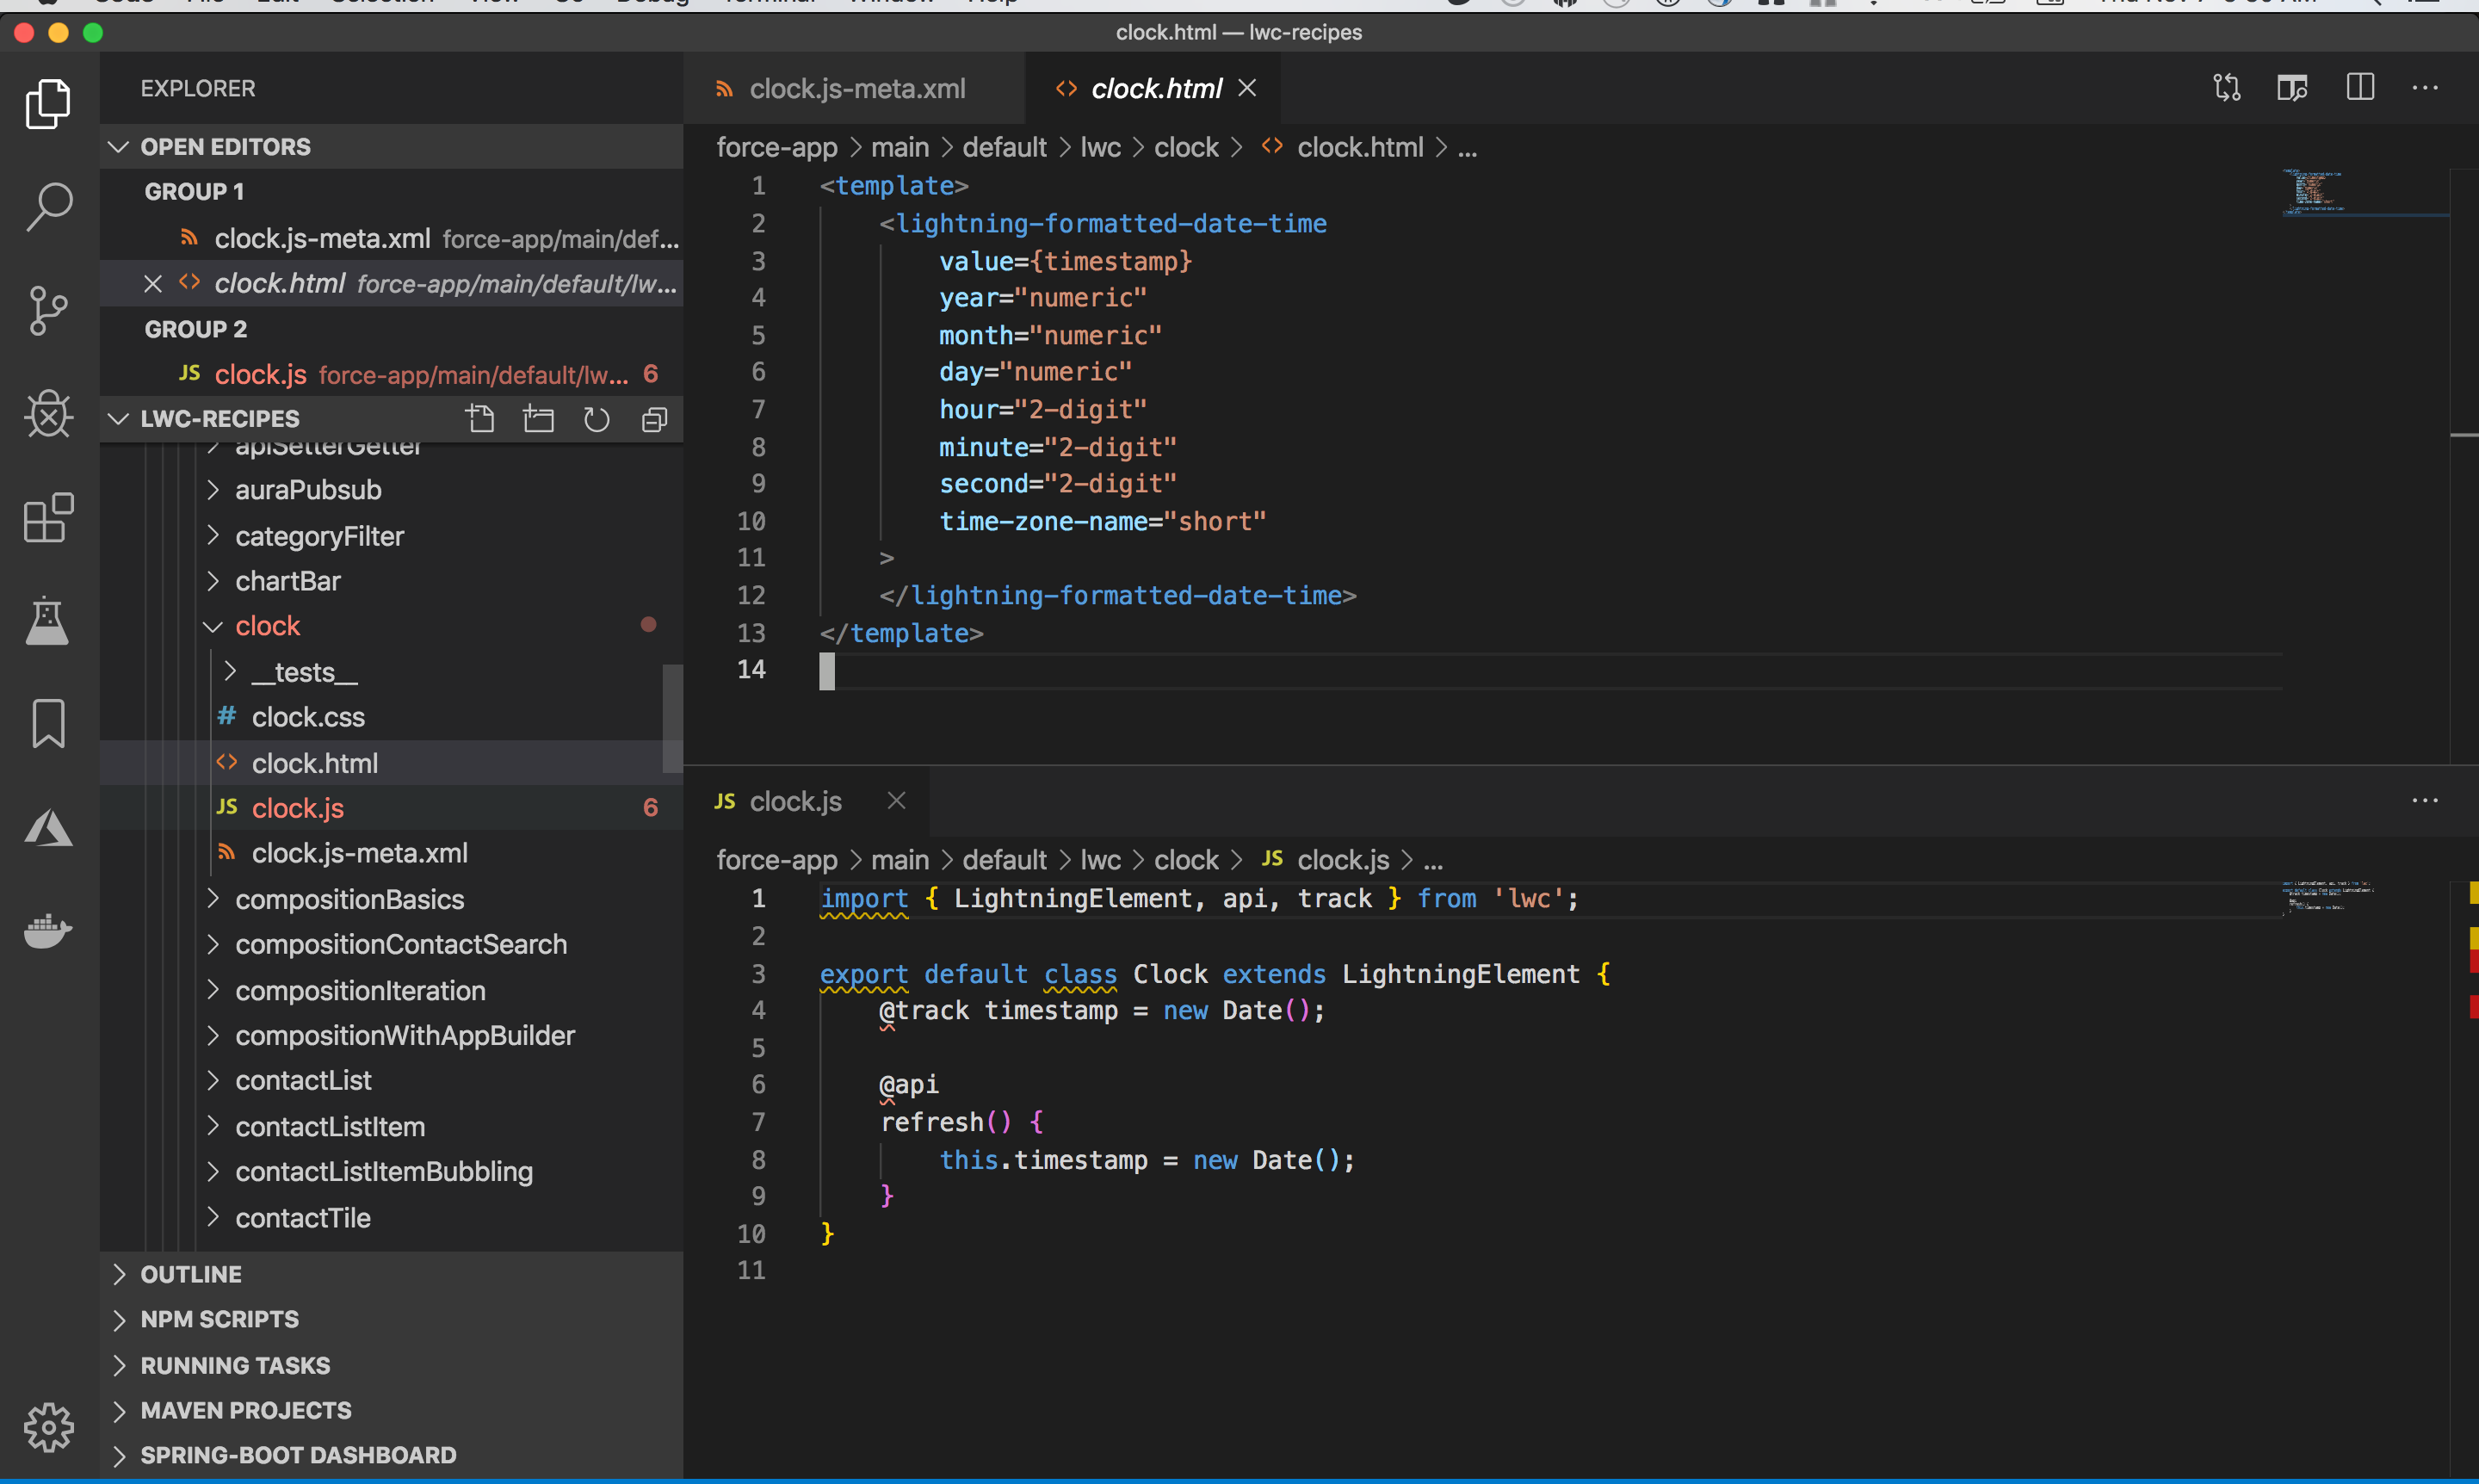 clock.html — lwc-recipes
EXPLORER
OPEN EDITORS
GROUP 1
clock.js-meta.xml force-app/main/def...
clock.html force-app/main/default/lw...
GROUP 2
JS clock.js force-app/main/default/lw... 6
LWC-RECIPES
apiSetterGetter
auraPubsub
categoryFilter
chartBar
clock
__tests__
# clock.css
<> clock.html
JS clock.js 6
clock.js-meta.xml
compositionBasics
compositionContactSearch
compositionIteration
compositionWithAppBuilder
contactList
contactListItem
contactListItemBubbling
contactTile
OUTLINE
NPM SCRIPTS
RUNNING TASKS
MAVEN PROJECTS
SPRING-BOOT DASHBOARD
clock.js-meta.xml <> clock.html
force-app > main > default > lwc > clock > <> clock.html > ...
1 <template>
2 <lightning-formatted-date-time
3 value={timestamp}
4 year="numeric"
5 month="numeric"
6 day="numeric"
7 hour="2-digit"
8 minute="2-digit"
9 second="2-digit"
10 time-zone-name="short"
11 >
12 </lightning-formatted-date-time>
13 </template>
14
JS clock.js
force-app > main > default > lwc > clock > JS clock.js > ...
1 import { LightningElement, api, track } from 'lwc';
2
3 export default class Clock extends LightningElement {
4 @track timestamp = new Date();
5
6 @api
7 refresh() {
8 this.timestamp = new Date();
9 }
10 }
11